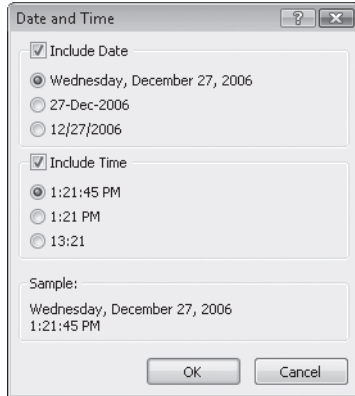 Date and Time
Include Date
Wednesday, December 27, 2006
27-Dec-2006
12/27/2006
Include Time
1:21:45 PM
1:21 PM
13:21
Sample:
Wednesday, December 27, 2006
1:21:45 PM
OK Cancel